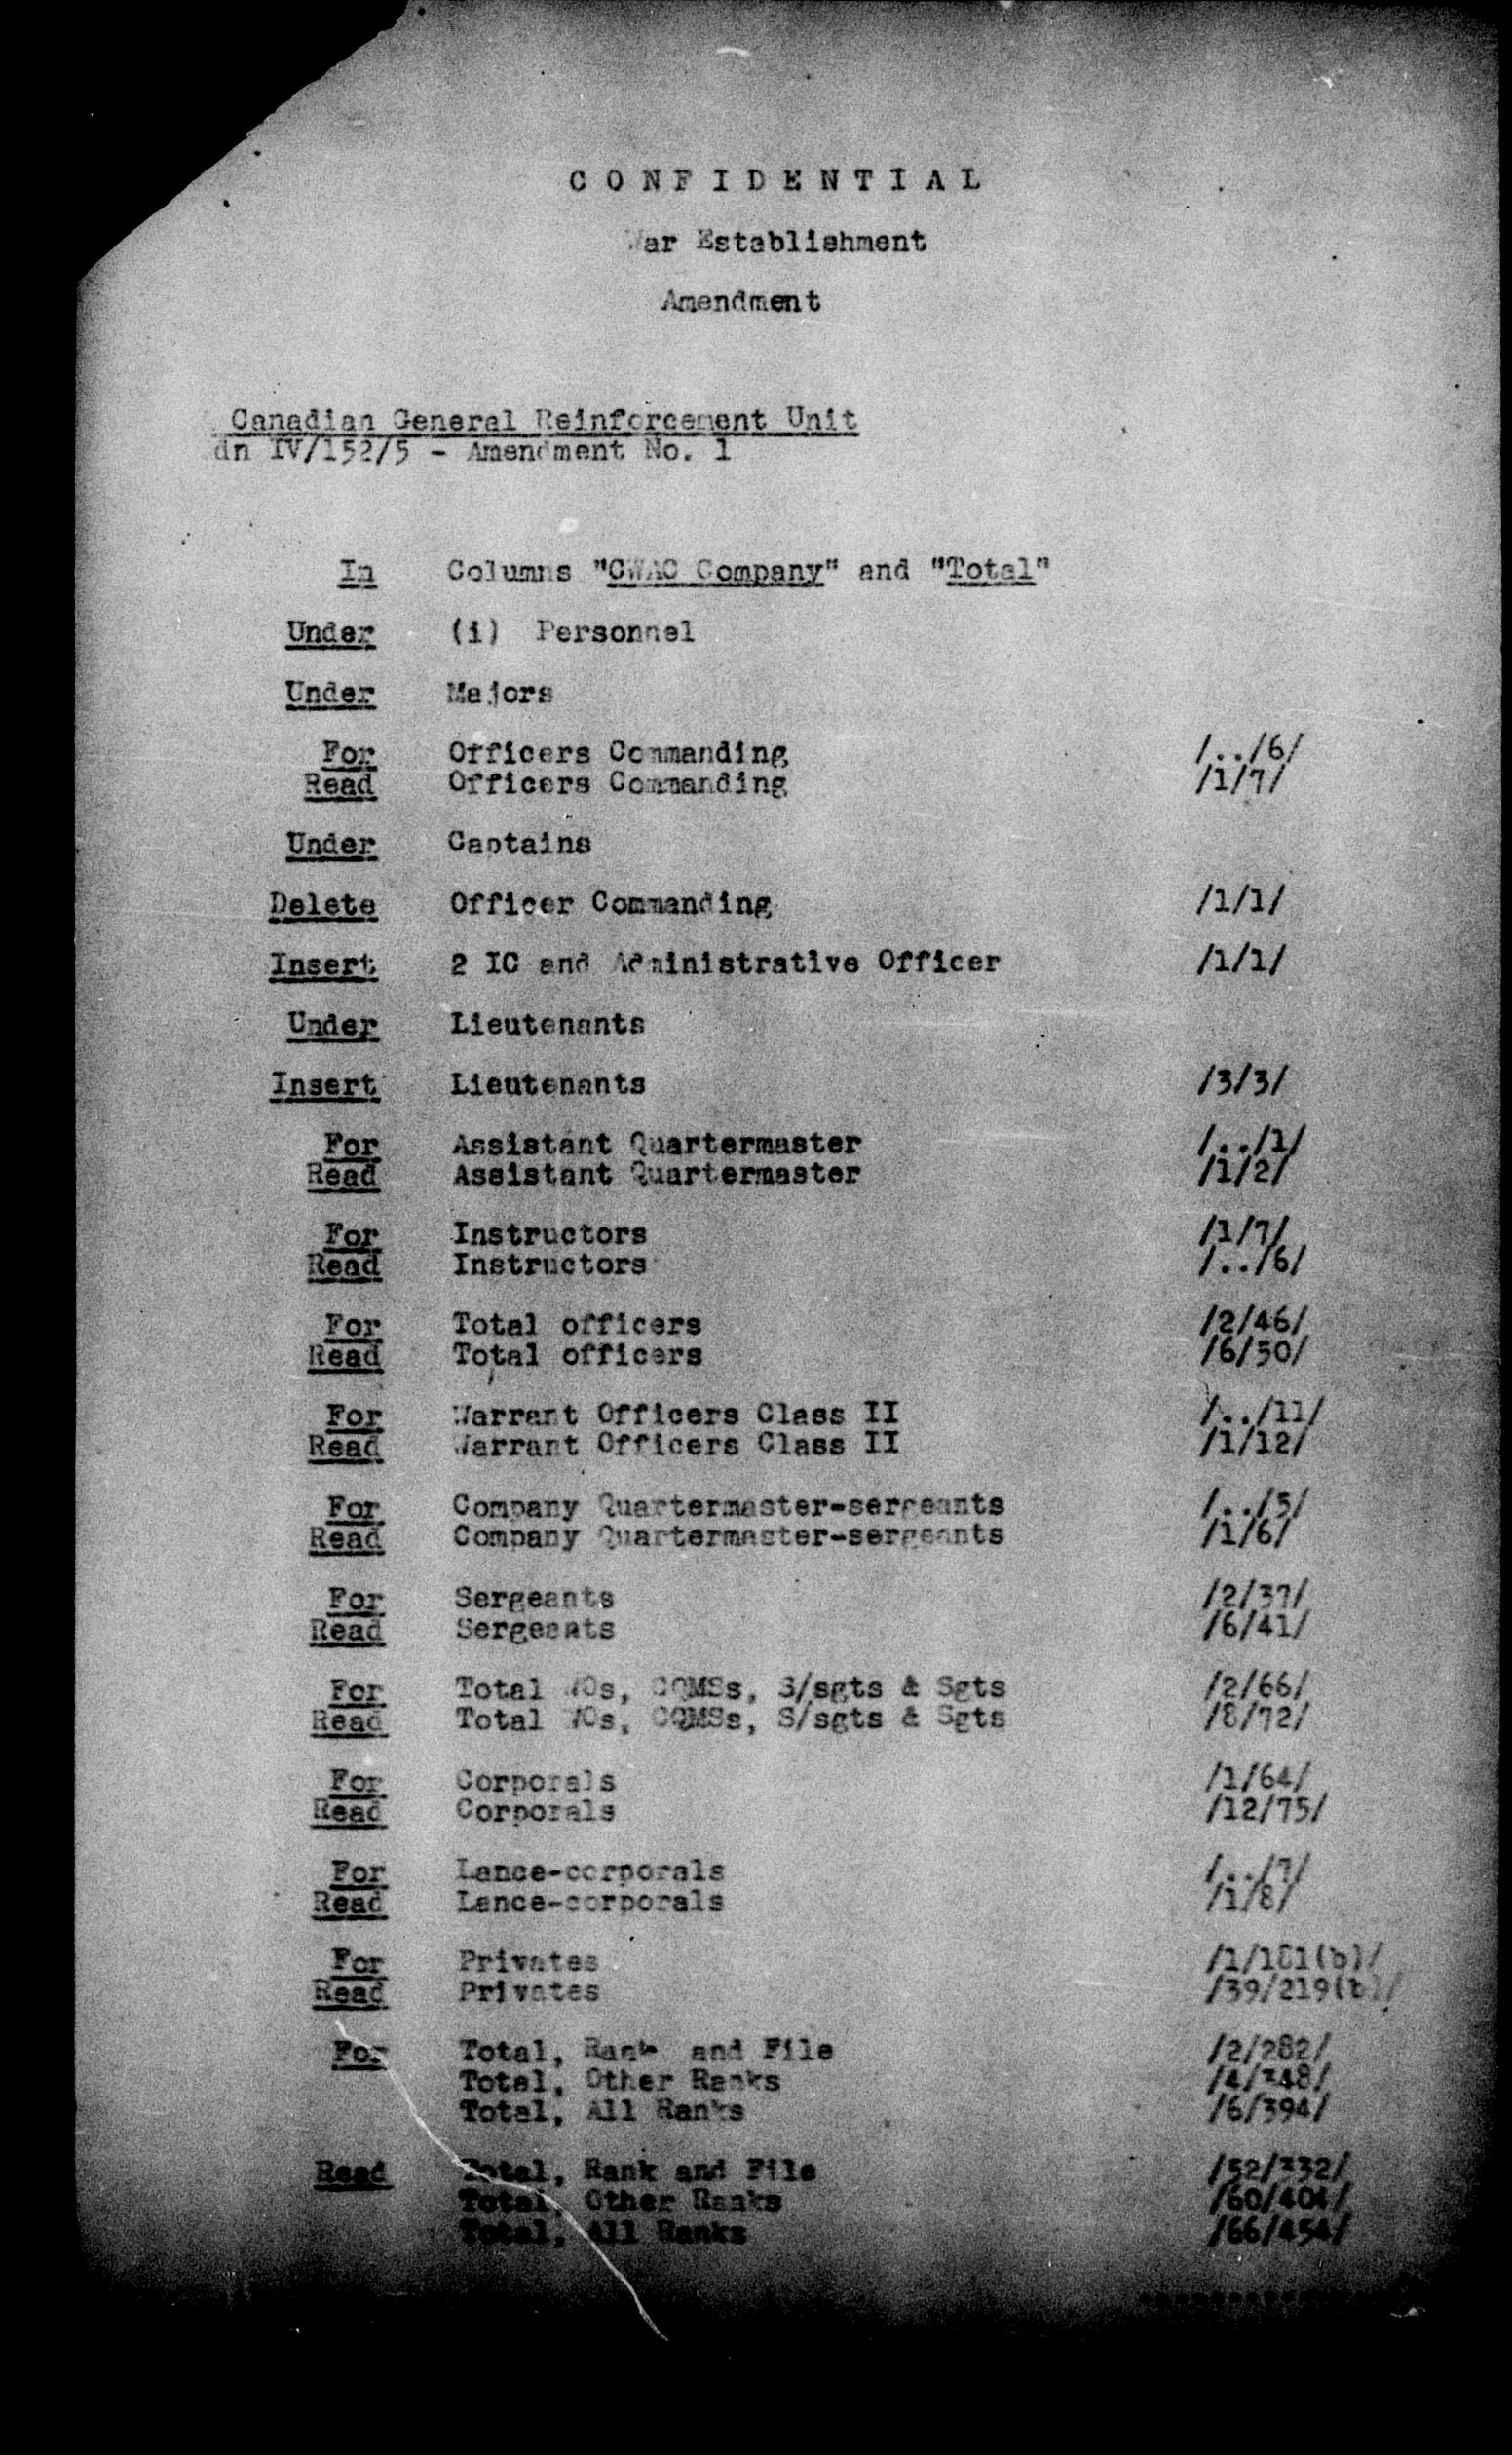 CONFIDENTIAL
War Establishment
Amendment
Canadian General Reinforcement Unit
Cdn IV/152/5 - Amendment No. 1
In Columns "CWAC Company" and "Total"
Under (i) Personnel
Under Majors
For Officers Commanding /../6/
Read Officers Commanding /1/7/
Under Captains
Delete Officer Commanding /1/1/
Insert 2 IC and Administrative Officer /1/1/
Under Lieutenants
Insert Lieutenants /3/3/
For Assistant Quartermaster /../1/
Read Assistant Quartermaster /1/2/
For Instructors /1/7/
Read Instructors /../6/
For Total officers /2/46/
Read Total officers /6/50/
For Warrant Officers Class II /../11/
Read Warrant Officers Class II /1/12/
For Company Quartermaster-sergeants /../5/
Read Company Quartermaster-sergeants /1/6/
For Sergeants /2/37/
Read Sergeants /6/41/
For Total WOs, CQMSs, S/sgts & Sgts /2/66/
Read Total WOs, CQMSs, S/sgts & Sgts /8/72/
For Corporals /1/64/
Read Corporals /12/75/
For Lance-corporals /../7/
Read Lance-corporals /1/8/
For Privates /1/181(b)/
Read Privates /39/219(b)/
For Total, Rank and File /2/282/
Total, Other Ranks /4/348/
Total, All Ranks /6/394/
Read Total, Rank and File /52/332/
Total, Other Ranks /60/404/
Total, All Ranks /66/454/